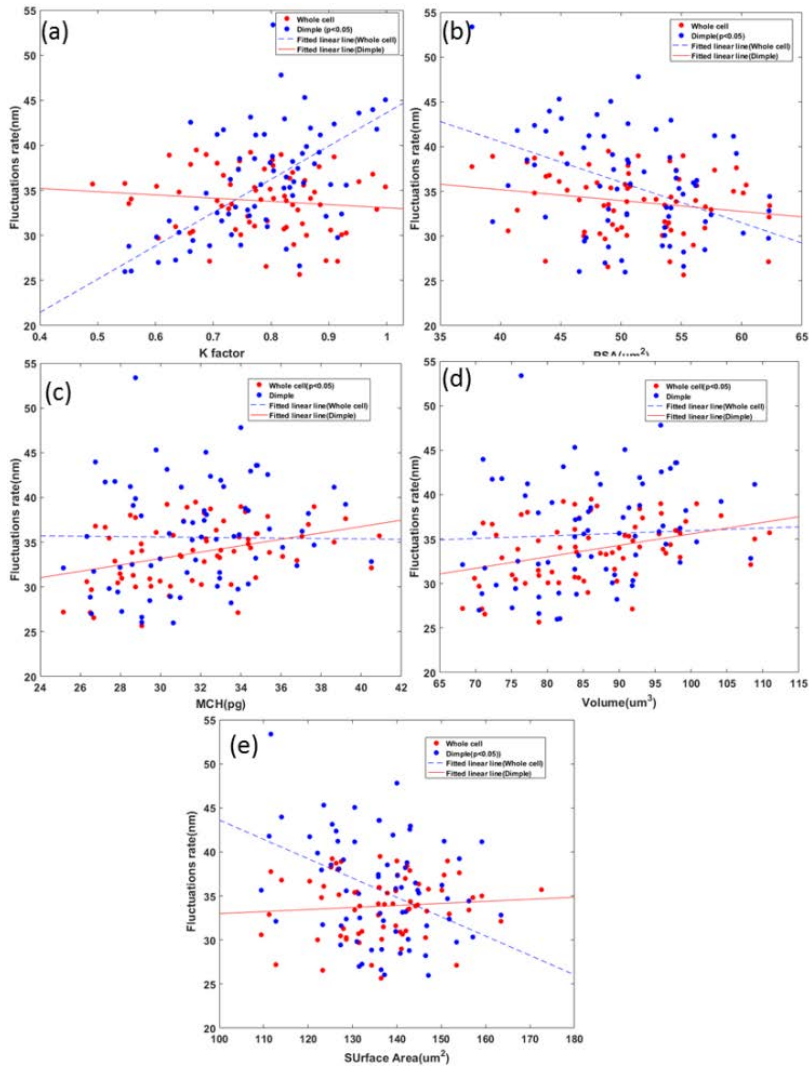 (a)
Whole cell
Dimple (p<0.05)
Fitted linear line(Whole cell)
Fitted linear line(Dimple)
Fluctuations rate(nm)
55
50
45
40
35
30
25
20
0.4 0.5 0.6 0.7 0.8 0.9 1
K factor
(b)
Whole cell
Dimple(p<0.05)
Fitted linear line(Whole cell)
Fitted linear line(Dimple)
Fluctuations rate(nm)
55
50
45
40
35
30
25
20
35 40 45 50 55 60 65
PSA(um²)
(c)
Whole cell(p<0.05)
Dimple
Fitted linear line(Whole cell)
Fitted linear line(Dimple)
Fluctuations rate(nm)
55
50
45
40
35
30
25
20
24 26 28 30 32 34 36 38 40 42
MCH(pg)
(d)
Whole cell(p<0.05)
Dimple
Fitted linear line(Whole cell)
Fitted linear line(Dimple)
Fluctuations rate(nm)
55
50
45
40
35
30
25
20
65 70 75 80 85 90 95 100 105 110 115
Volume(um³)
(e)
Whole cell
Dimple(p<0.05))
Fitted linear line(Whole cell)
Fitted linear line(Dimple)
Fluctuations rate(nm)
55
50
45
40
35
30
25
20
100 110 120 130 140 150 160 170 180
SUrface Area(um²)